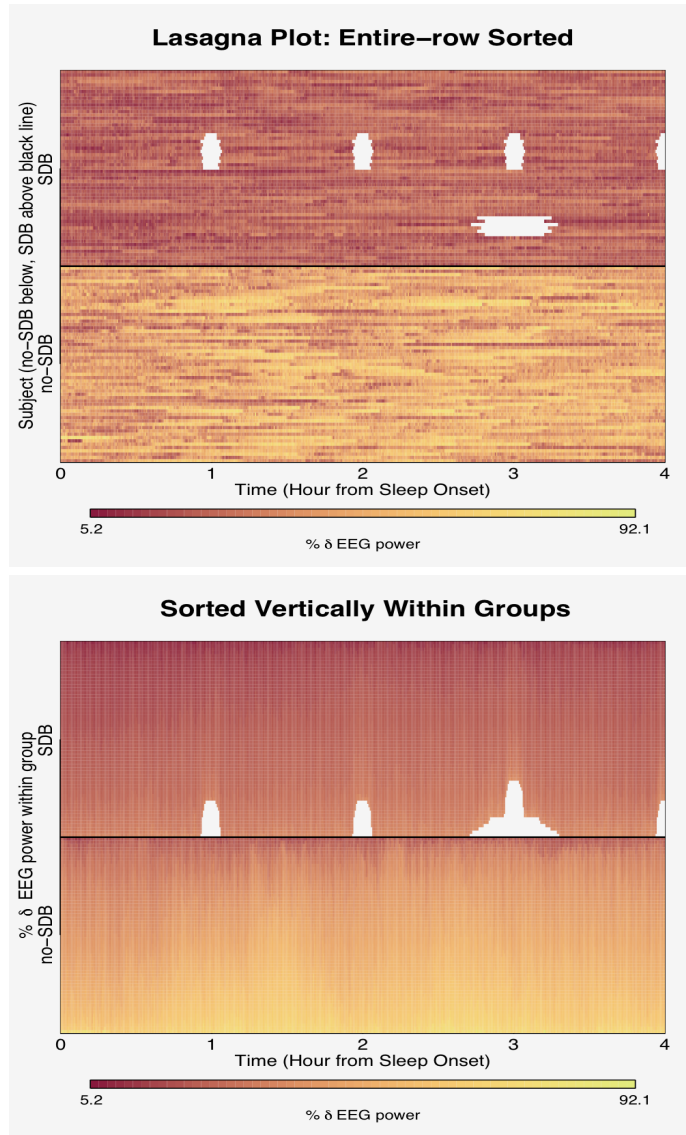 Lasagna Plot: Entire−row Sorted
Subject (no−SDB below, SDB above black line)
SDB
no−SDB
0 1 2 3 4
Time (Hour from Sleep Onset)
5.2 92.1
% δ EEG power
Sorted Vertically Within Groups
% δ EEG power within group
SDB
no−SDB
0 1 2 3 4
Time (Hour from Sleep Onset)
5.2 92.1
% δ EEG power